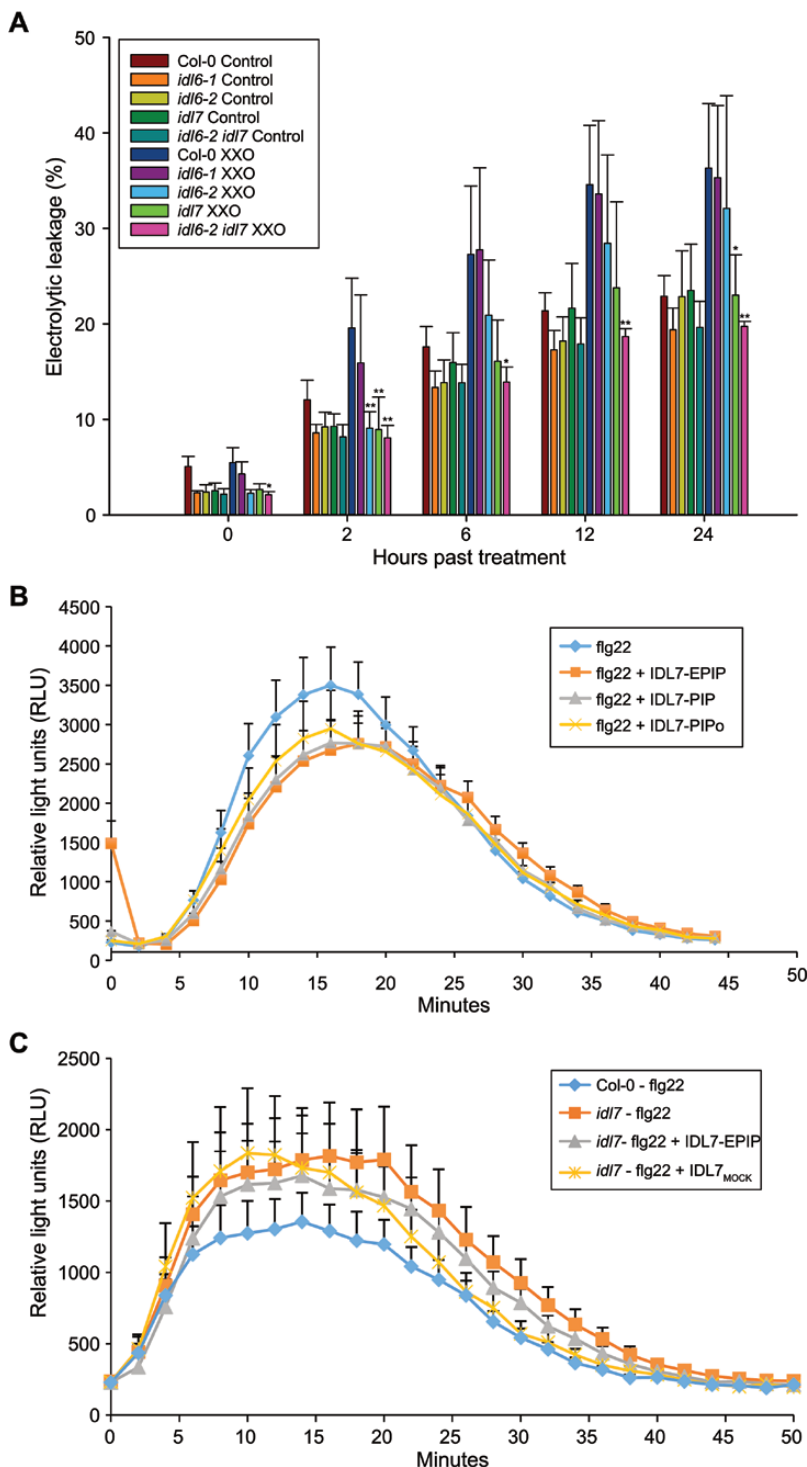 A
50
40
30
20
10
0
Electrolytic leakage (%)
Col-0 Control
idl6-1 Control
idl6-2 Control
idl7 Control
idl6-2 idl7 Control
Col-0 XXO
idl6-1 XXO
idl6-2 XXO
idl7 XXO
idl6-2 idl7 XXO
*
**
**
**
*
**
*
**
0 2 6 12 24
Hours past treatment
B
4500
4000
3500
3000
2500
2000
1500
1000
500
0
Relative light units (RLU)
flg22
flg22 + IDL7-EPIP
flg22 + IDL7-PIP
flg22 + IDL7-PIPo
0 5 10 15 20 25 30 35 40 45 50
Minutes
C
2500
2000
1500
1000
500
0
Relative light units (RLU)
Col-0 - flg22
idl7 - flg22
idl7- flg22 + IDL7-EPIP
idl7 - flg22 + IDL7MOCK
0 5 10 15 20 25 30 35 40 45 50
Minutes